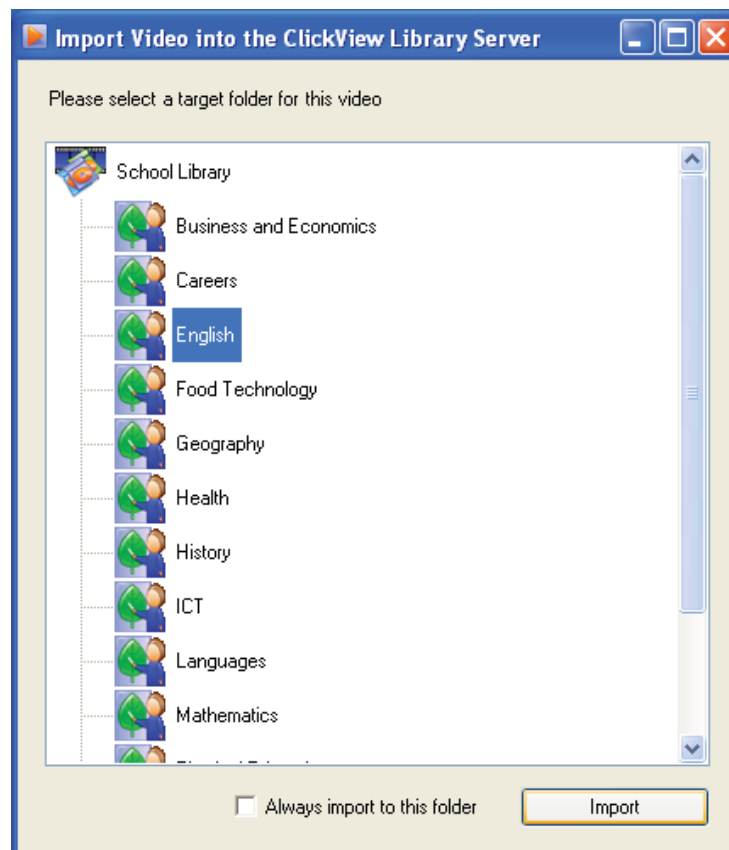 Import Video into the ClickView Library Server
Please select a target folder for this video
School Library
Business and Economics
Careers
English
Food Technology
Geography
Health
History
ICT
Languages
Mathematics
Always import to this folder
Import